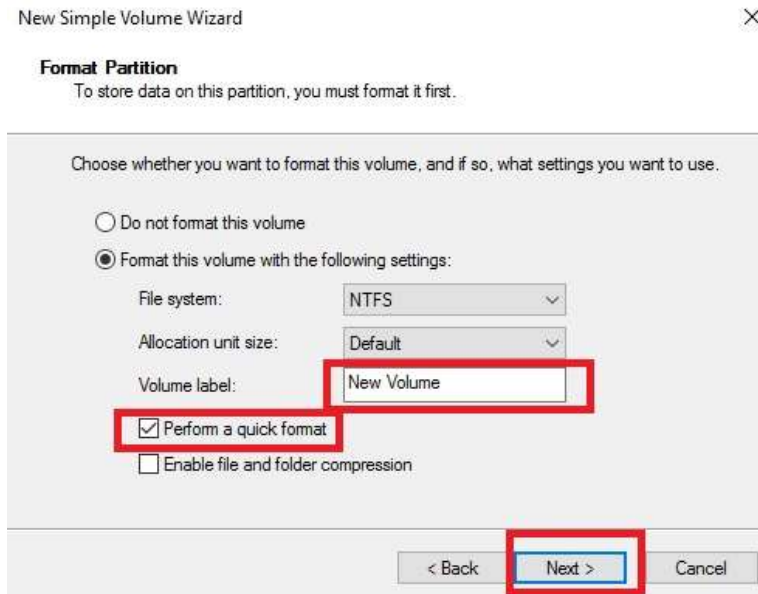 New Simple Volume Wizard
Format Partition
To store data on this partition, you must format it first.
Choose whether you want to format this volume, and if so, what settings you want to use.
Do not format this volume
Format this volume with the following settings:
File system: NTFS
Allocation unit size: Default
Volume label: New Volume
Perform a quick format
Enable file and folder compression
< Back Next > Cancel